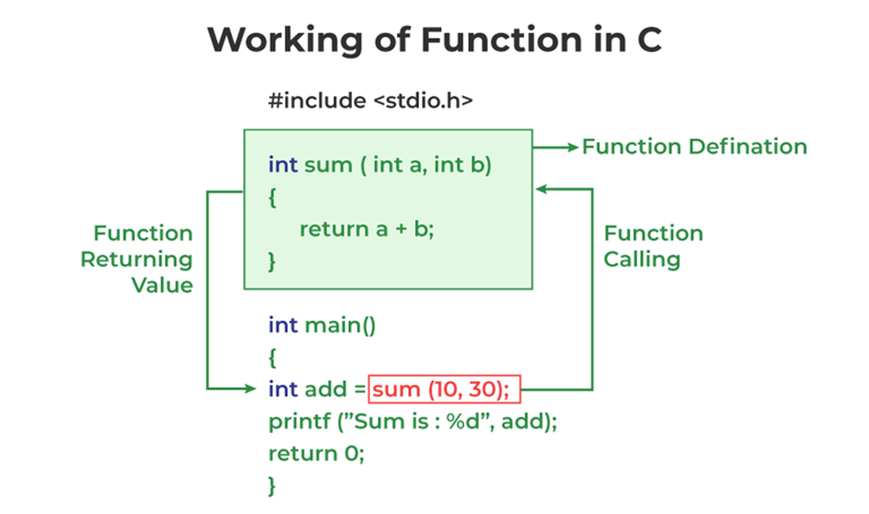 Working of Function in C
#include <stdio.h>
int sum ( int a, int b)
{
return a + b;
}
Function Defination
Function
Returning
Value
Function
Calling
int main()
{
int add = sum (10, 30);
printf (”Sum is : %d”, add);
return 0;
}